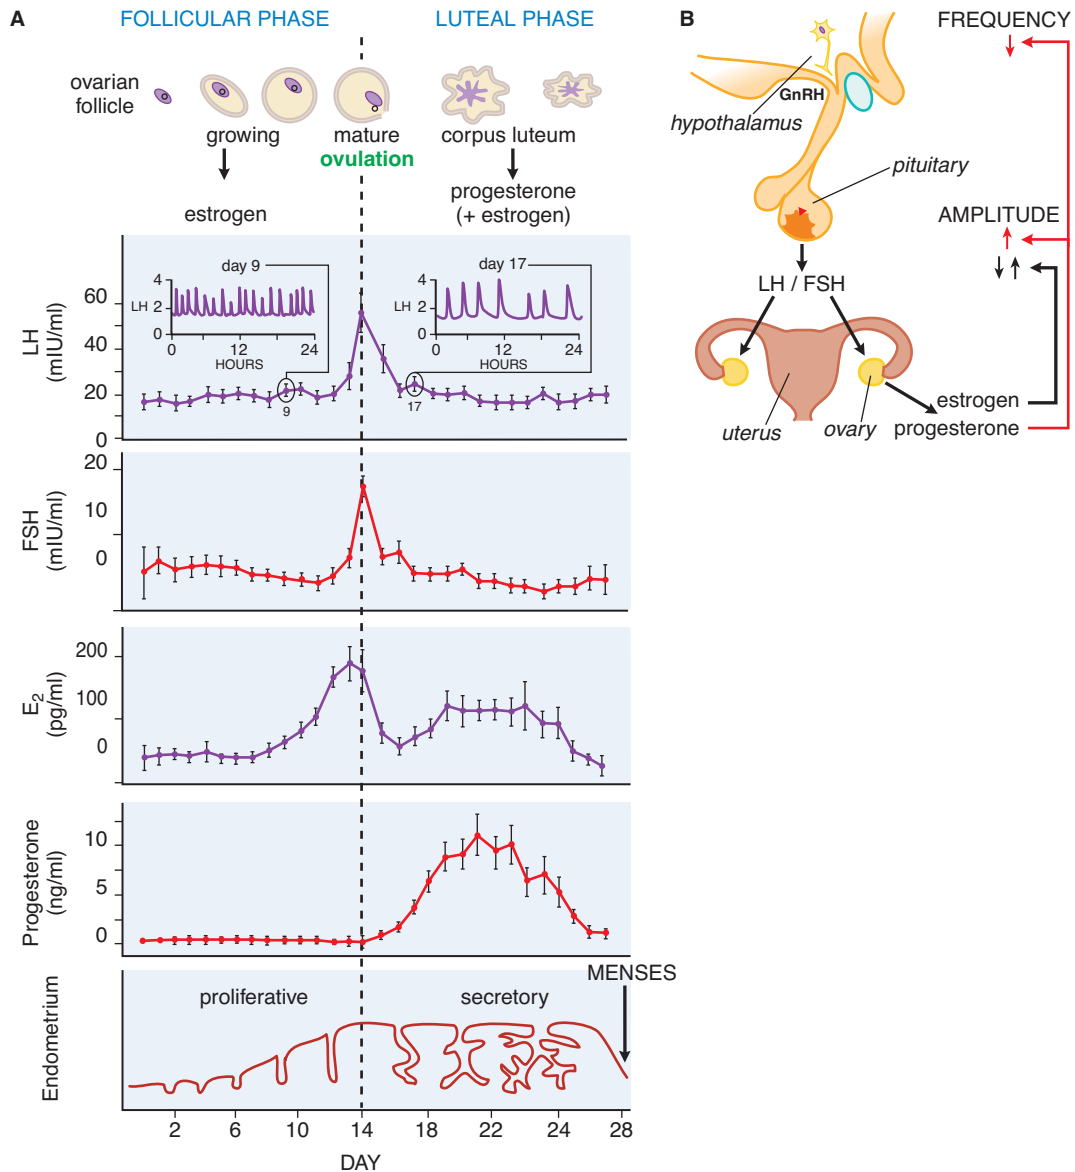 A
FOLLICULAR PHASE
LUTEAL PHASE
ovarian
follicle
growing
mature
ovulation
corpus luteum
estrogen
progesterone
(+ estrogen)
LH
(mIU/ml)
60
40
20
0
day 9
LH
4
2
0
0 12 24
HOURS
9
day 17
LH
4
2
0
0 12 24
HOURS
17
FSH
(mIU/ml)
20
10
0
E2
(pg/ml)
200
100
0
Progesterone
(ng/ml)
10
5
0
Endometrium
proliferative
secretory
MENSES
2 6 10 14 18 22 24 28
DAY
B
FREQUENCY
GnRH
hypothalamus
pituitary
AMPLITUDE
LH / FSH
uterus
ovary
estrogen
progesterone